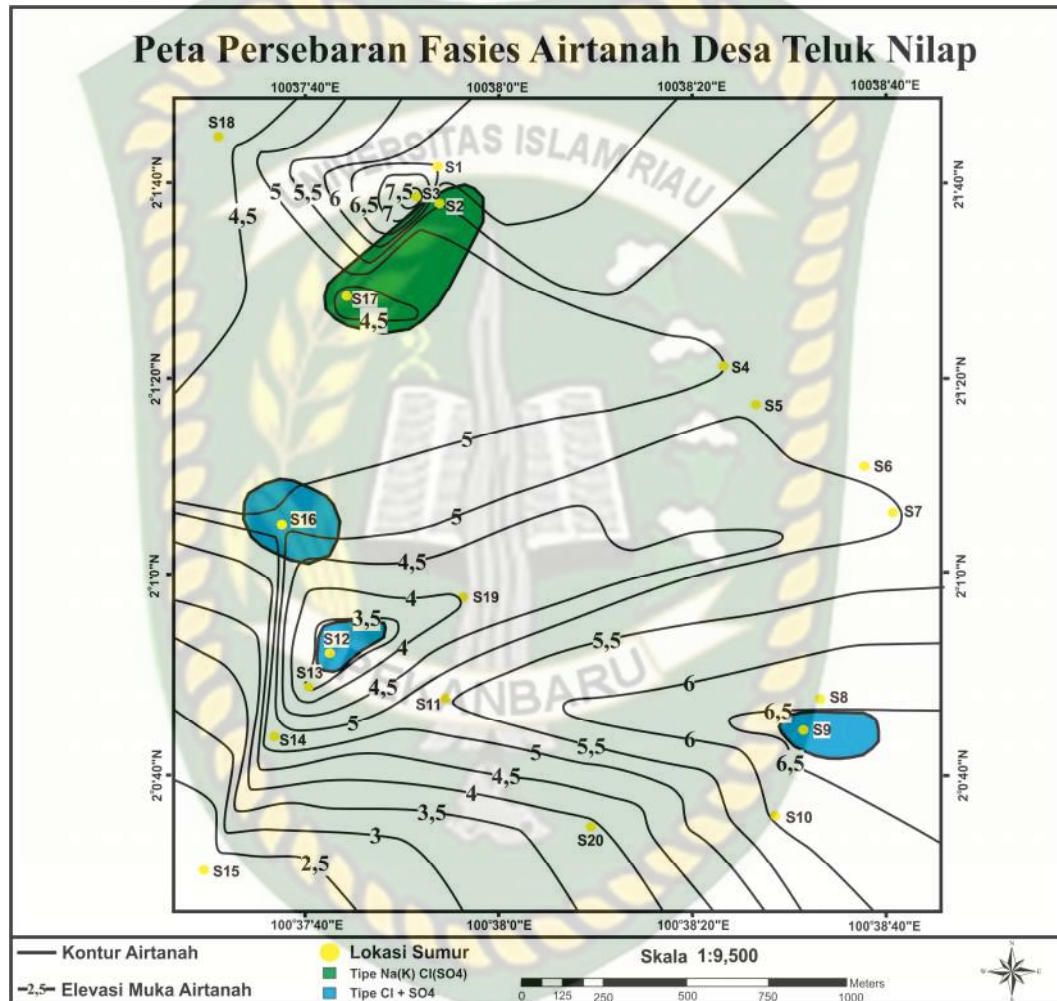 Peta Persebaran Fasies Airtanah Desa Teluk Nilap
100°37'40"E 100°38'0"E 100°38'20"E 100°38'40"E
UNIVERSITAS ISLAM RIAU
S18
S1
2°1'40"N
2°1'40"N
5 5,5 6 6,5 7 7,5 S3
S2
4,5
S17
4,5
S4
2°1'20"N
2°1'20"N
S5
5
S6
S7
S16
5
4,5
2°1'0"N
2°1'0"N
4 S19
3,5
S12
4
5,5
S13
4,5
6
PEKANBARU
S11
S8
6,5
5
S14
6
S9
5 5,5
6,5
2°0'40"N
2°0'40"N
4,5
4
3,5
S10
3
S20
2,5
S15
100°37'40"E 100°38'0"E 100°38'20"E 100°38'40"E
Kontur Airtanah
2,5 Elevasi Muka Airtanah
Lokasi Sumur
Tipe Na(K) Cl(SO4)
Tipe Cl + SO4
Skala 1:9,500
0 125 250 500 750 1000 Meters
N
E
S
W